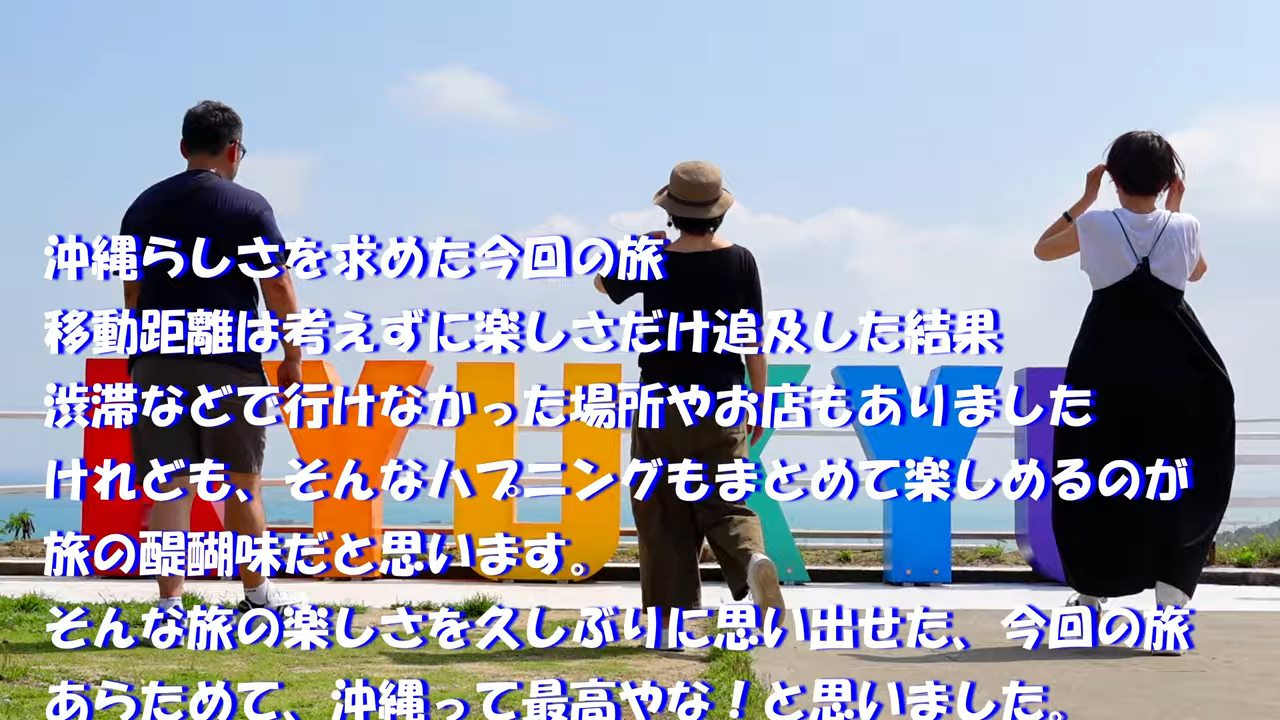 沖縄らしさを求めた今回の旅
移動距離は考えずに楽しさだけ追及した結果
渋滞などで行けなかった場所やお店もありました
けれども、そんなハプニングもまとめて楽しめるのが
旅の醍醐味だと思います。
そんな旅の楽しさを久しぶりに思い出せた、今回の旅
あらためて、沖縄って最高やな！と思いました。
RYUKYU